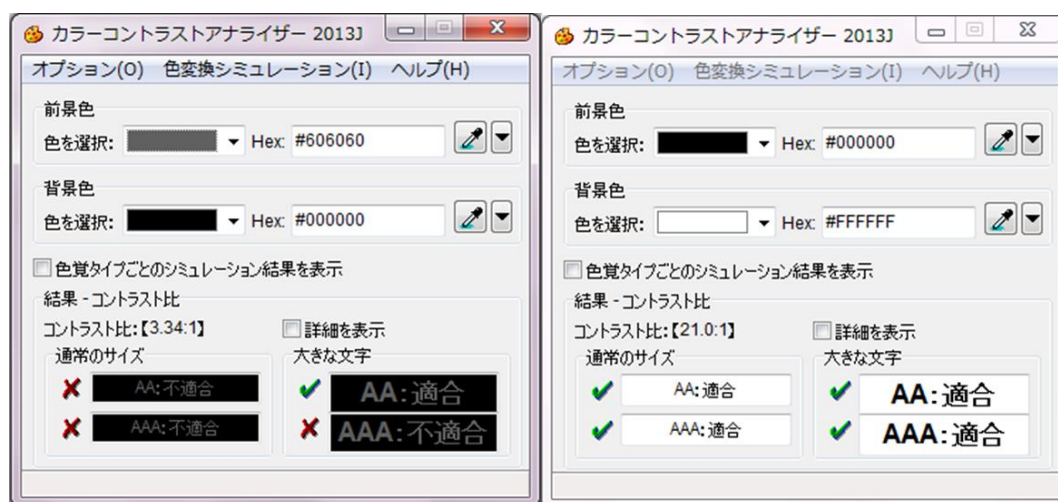 カラーコントラストアナライザー 2013J
オプション(O) 色変換シミュレーション(I) ヘルプ(H)
前景色
色を選択: Hex: #606060
背景色
色を選択: Hex: #000000
色覚タイプごとのシミュレーション結果を表示
結果 - コントラスト比
コントラスト比:【3.34:1】 詳細を表示
通常のサイズ 大きな文字
AA:不適合 AA:適合
AAA:不適合 AAA:不適合
カラーコントラストアナライザー 2013J
オプション(O) 色変換シミュレーション(I) ヘルプ(H)
前景色
色を選択: Hex: #000000
背景色
色を選択: Hex: #FFFFFF
色覚タイプごとのシミュレーション結果を表示
結果 - コントラスト比
コントラスト比:【21.0:1】 詳細を表示
通常のサイズ 大きな文字
AA:適合 AA:適合
AAA:適合 AAA:適合